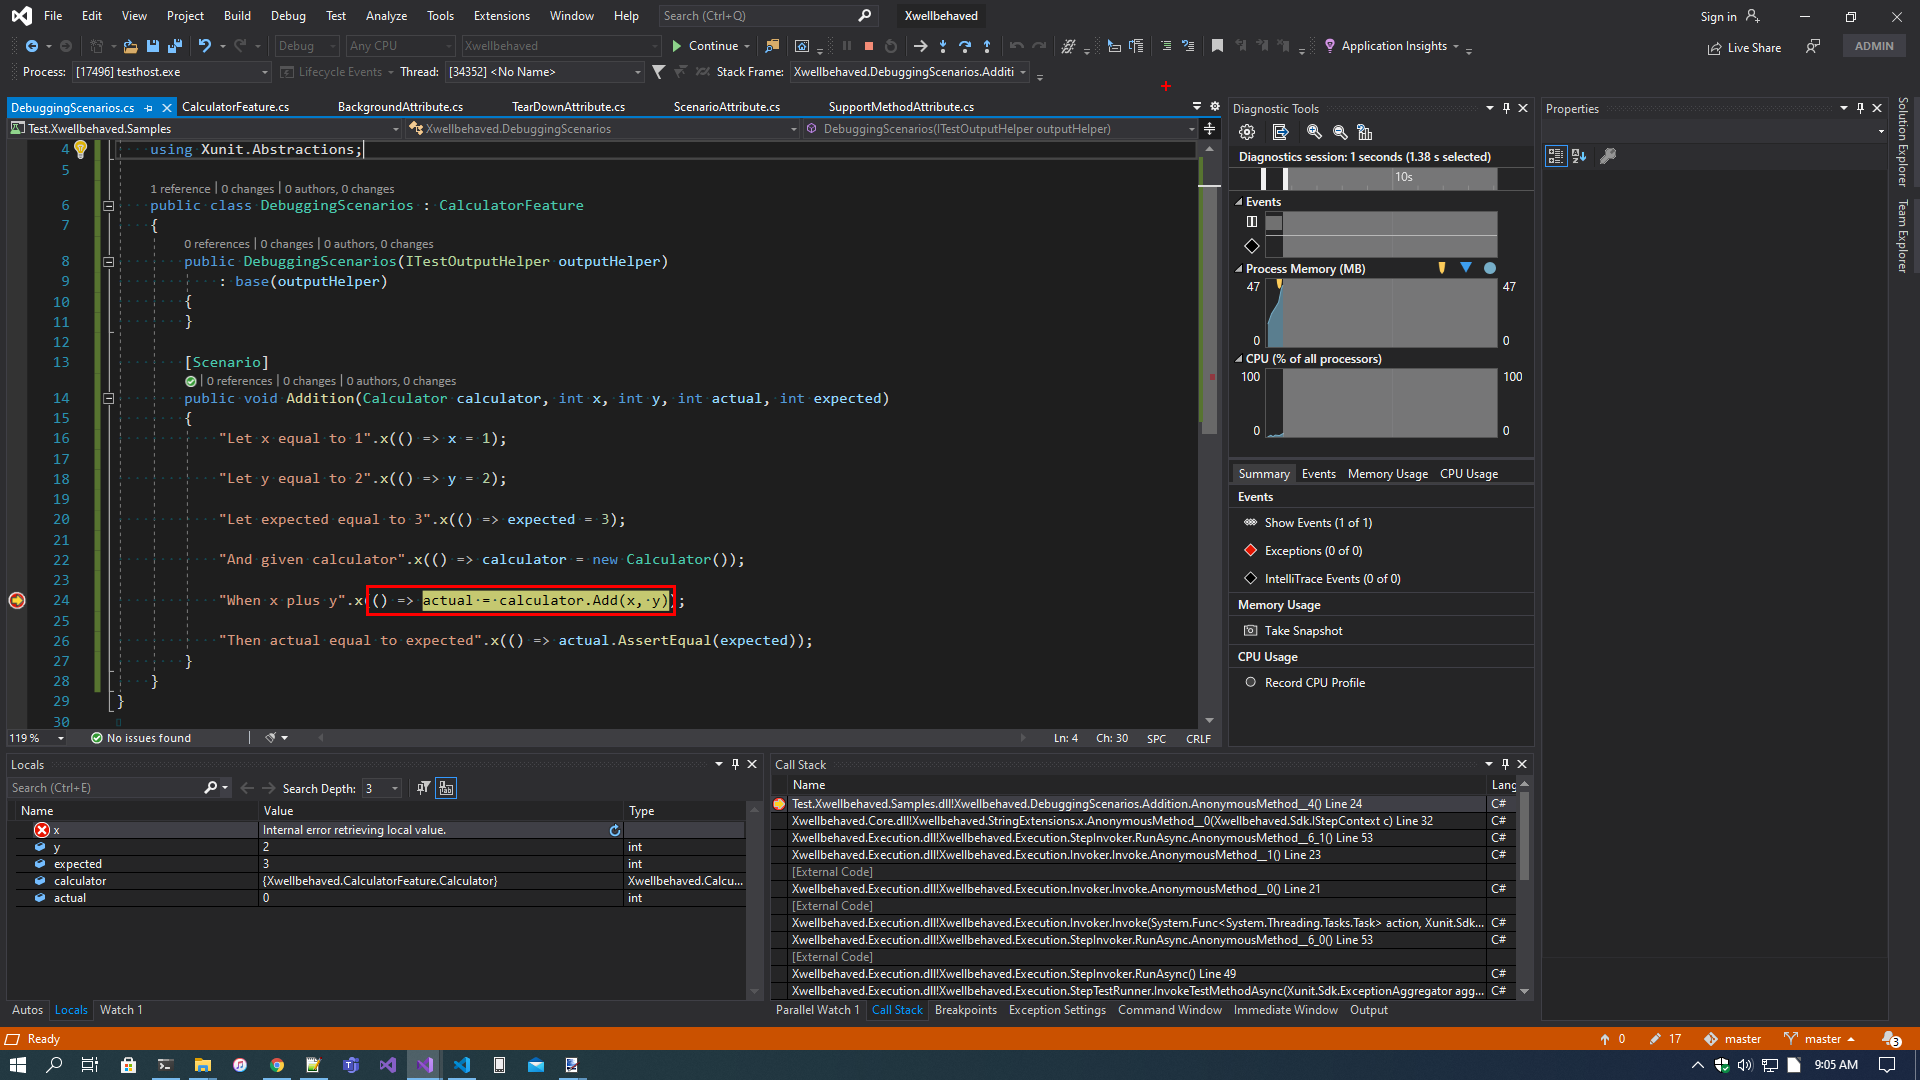 File Edit View Project Build Debug Test Analyze Tools Extensions Window Help Search (Ctrl+Q) Xwellbehaved Sign in
Debug Any CPU Xwellbehaved Continue Application Insights Live Share ADMIN
Process: [17496] testhost.exe Lifecycle Events Thread: [34352] <No Name> Stack Frame: Xwellbehaved.DebuggingScenarios.Additi
DebuggingScenarios.cs CalculatorFeature.cs BackgroundAttribute.cs TearDownAttribute.cs ScenarioAttribute.cs SupportMethodAttribute.cs
Test.Xwellbehaved.Samples Xwellbehaved.DebuggingScenarios DebuggingScenarios(ITestOutputHelper outputHelper)
4 using Xunit.Abstractions;
5
1 reference | 0 changes | 0 authors, 0 changes
6 public class DebuggingScenarios : CalculatorFeature
7 {
0 references | 0 changes | 0 authors, 0 changes
8 public DebuggingScenarios(ITestOutputHelper outputHelper)
9 : base(outputHelper)
10 {
11 }
12
13 [Scenario]
| 0 references | 0 changes | 0 authors, 0 changes
14 public void Addition(Calculator calculator, int x, int y, int actual, int expected)
15 {
16 "Let x equal to 1".x(() => x = 1);
17
18 "Let y equal to 2".x(() => y = 2);
19
20 "Let expected equal to 3".x(() => expected = 3);
21
22 "And given calculator".x(() => calculator = new Calculator());
23
24 "When x plus y".x(() => actual = calculator.Add(x, y));
25
26 "Then actual equal to expected".x(() => actual.AssertEqual(expected));
27 }
28 }
29 }
30
119 % No issues found Ln: 4 Ch: 30 SPC CRLF
Diagnostic Tools
Diagnostics session: 1 seconds (1.38 s selected)
10s
Events
Process Memory (MB)
47 47
0 0
CPU (% of all processors)
100 100
0 0
Summary Events Memory Usage CPU Usage
Events
Show Events (1 of 1)
Exceptions (0 of 0)
IntelliTrace Events (0 of 0)
Memory Usage
Take Snapshot
CPU Usage
Record CPU Profile
Properties
Solution Explorer
Team Explorer
Locals
Search (Ctrl+E) Search Depth: 3
Name Value Type
x Internal error retrieving local value.
y 2 int
expected 3 int
calculator {Xwellbehaved.CalculatorFeature.Calculator} Xwellbehaved.Calcu...
actual 0 int
Autos Locals Watch 1
Call Stack
Name Lang
Test.Xwellbehaved.Samples.dll!Xwellbehaved.DebuggingScenarios.Addition.AnonymousMethod__4() Line 24 C#
Xwellbehaved.Core.dll!Xwellbehaved.StringExtensions.x.AnonymousMethod__0(Xwellbehaved.Sdk.IStepContext c) Line 32 C#
Xwellbehaved.Execution.dll!Xwellbehaved.Execution.StepInvoker.RunAsync.AnonymousMethod__6_1() Line 53 C#
Xwellbehaved.Execution.dll!Xwellbehaved.Execution.Invoker.Invoke.AnonymousMethod__1() Line 23 C#
[External Code]
Xwellbehaved.Execution.dll!Xwellbehaved.Execution.Invoker.Invoke.AnonymousMethod__0() Line 21 C#
[External Code]
Xwellbehaved.Execution.dll!Xwellbehaved.Execution.Invoker.Invoke(System.Func<System.Threading.Tasks.Task> action, Xunit.Sdk... C#
Xwellbehaved.Execution.dll!Xwellbehaved.Execution.StepInvoker.RunAsync.AnonymousMethod__6_0() Line 53 C#
[External Code]
Xwellbehaved.Execution.dll!Xwellbehaved.Execution.StepInvoker.RunAsync() Line 49 C#
Xwellbehaved.Execution.dll!Xwellbehaved.Execution.StepTestRunner.InvokeTestMethodAsync(Xunit.Sdk.ExceptionAggregator agg... C#
Parallel Watch 1 Call Stack Breakpoints Exception Settings Command Window Immediate Window Output
Ready 0 17 master master 3
9:05 AM